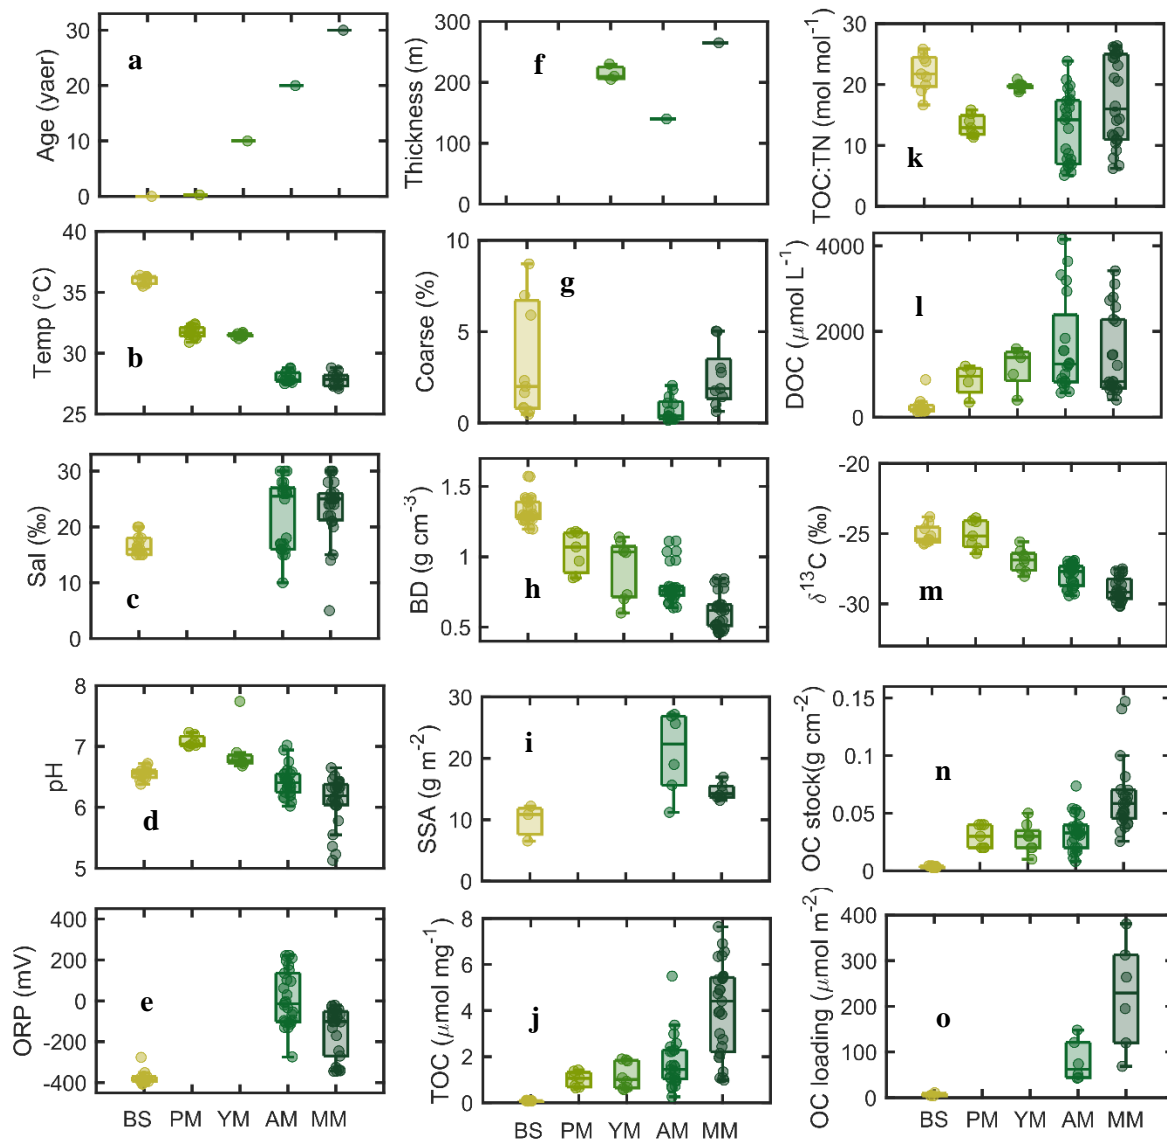 a
Age (yaer)
30
20
10
0
f
Thickness (m)
300
200
100
0
k
TOC:TN (mol mol⁻¹)
30
20
10
0
b
Temp (°C)
40
35
30
25
g
Coarse (%)
10
5
0
l
DOC (μmol L⁻¹)
4000
2000
0
c
Sal (‰)
30
20
10
0
h
BD (g cm⁻³)
1.5
1
0.5
m
δ¹³C (‰)
-20
-25
-30
d
pH
8
7
6
5
i
SSA (g m⁻²)
30
20
10
0
n
OC stock(g cm⁻²)
0.15
0.1
0.05
0
e
ORP (mV)
400
200
0
-200
-400
BS PM YM AM MM
j
TOC (μmol mg⁻¹)
8
6
4
2
0
BS PM YM AM MM
o
OC loading (μmol m⁻²)
400
300
200
100
0
BS PM YM AM MM